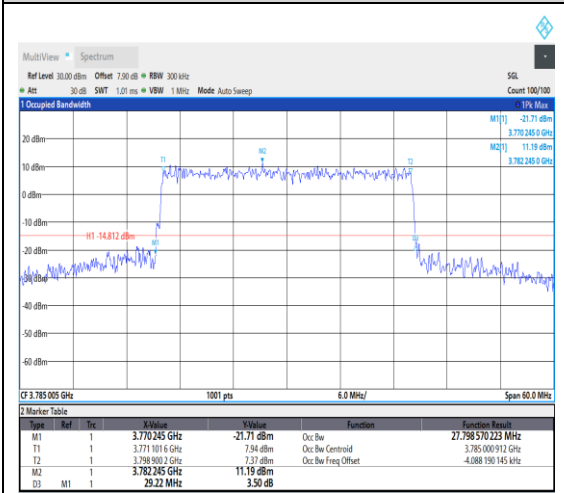 MultiView Spectrum
Ref Level 30.00 dBm Offset 7.90 dB RBW 300 kHz SGL
Att 30 dB SWT 1.01 ms VBW 1 MHz Mode Auto Sweep Count 100/100
1 Occupied Bandwidth 1Pk Max
M1[1] -21.71 dBm
3.770 245 0 GHz
M2[1] 11.19 dBm
3.782 245 0 GHz
20 dBm
T1 M2 T2
10 dBm
0 dBm
-10 dBm
H1 -14.812 dBm
M1
-20 dBm
-30 dBm
-40 dBm
-50 dBm
-60 dBm
CF 3.785 005 GHz 1001 pts 6.0 MHz/ Span 60.0 MHz
2 Marker Table
Type Ref Trc X-Value Y-Value Function Function Result
M1 1 3.770 245 GHz -21.71 dBm Occ Bw 27.798 570 223 MHz
T1 1 3.771 101 6 GHz 7.94 dBm Occ Bw Centroid 3.785 000 912 GHz
T2 1 3.798 900 2 GHz 7.37 dBm Occ Bw Freq Offset -4.088 190 145 kHz
M2 1 3.782 245 GHz 11.19 dBm
D3 M1 1 29.22 MHz 3.50 dB